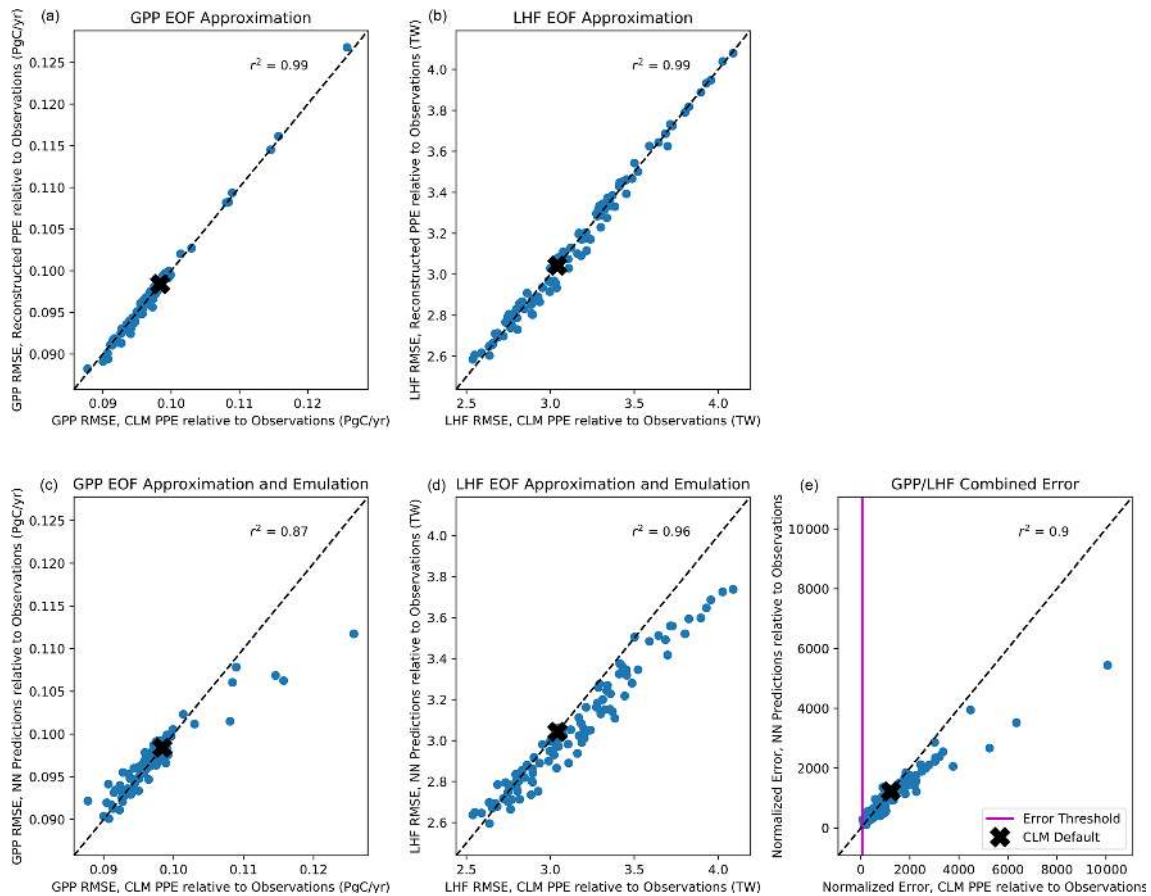 (a) GPP EOF Approximation
GPP RMSE, Reconstructed PPE relative to Observations (PgC/yr)
0.125
0.120
0.115
0.110
0.105
0.100
0.095
0.090
r² = 0.99
0.09 0.10 0.11 0.12
GPP RMSE, CLM PPE relative to Observations (PgC/yr)
(b) LHF EOF Approximation
LHF RMSE, Reconstructed PPE relative to Observations (TW)
4.0
3.8
3.6
3.4
3.2
3.0
2.8
2.6
r² = 0.99
2.5 3.0 3.5 4.0
LHF RMSE, CLM PPE relative to Observations (TW)
(c) GPP EOF Approximation and Emulation
GPP RMSE, NN Predictions relative to Observations (PgC/yr)
0.125
0.120
0.115
0.110
0.105
0.100
0.095
0.090
r² = 0.87
0.09 0.10 0.11 0.12
GPP RMSE, CLM PPE relative to Observations (PgC/yr)
(d) LHF EOF Approximation and Emulation
LHF RMSE, NN Predictions relative to Observations (TW)
4.0
3.8
3.6
3.4
3.2
3.0
2.8
2.6
r² = 0.96
2.5 3.0 3.5 4.0
LHF RMSE, CLM PPE relative to Observations (TW)
(e) GPP/LHF Combined Error
Normalized Error, NN Predictions relative to Observations
10000
8000
6000
4000
2000
0
r² = 0.9
Error Threshold
CLM Default
0 2000 4000 6000 8000 10000
Normalized Error, CLM PPE relative to observations